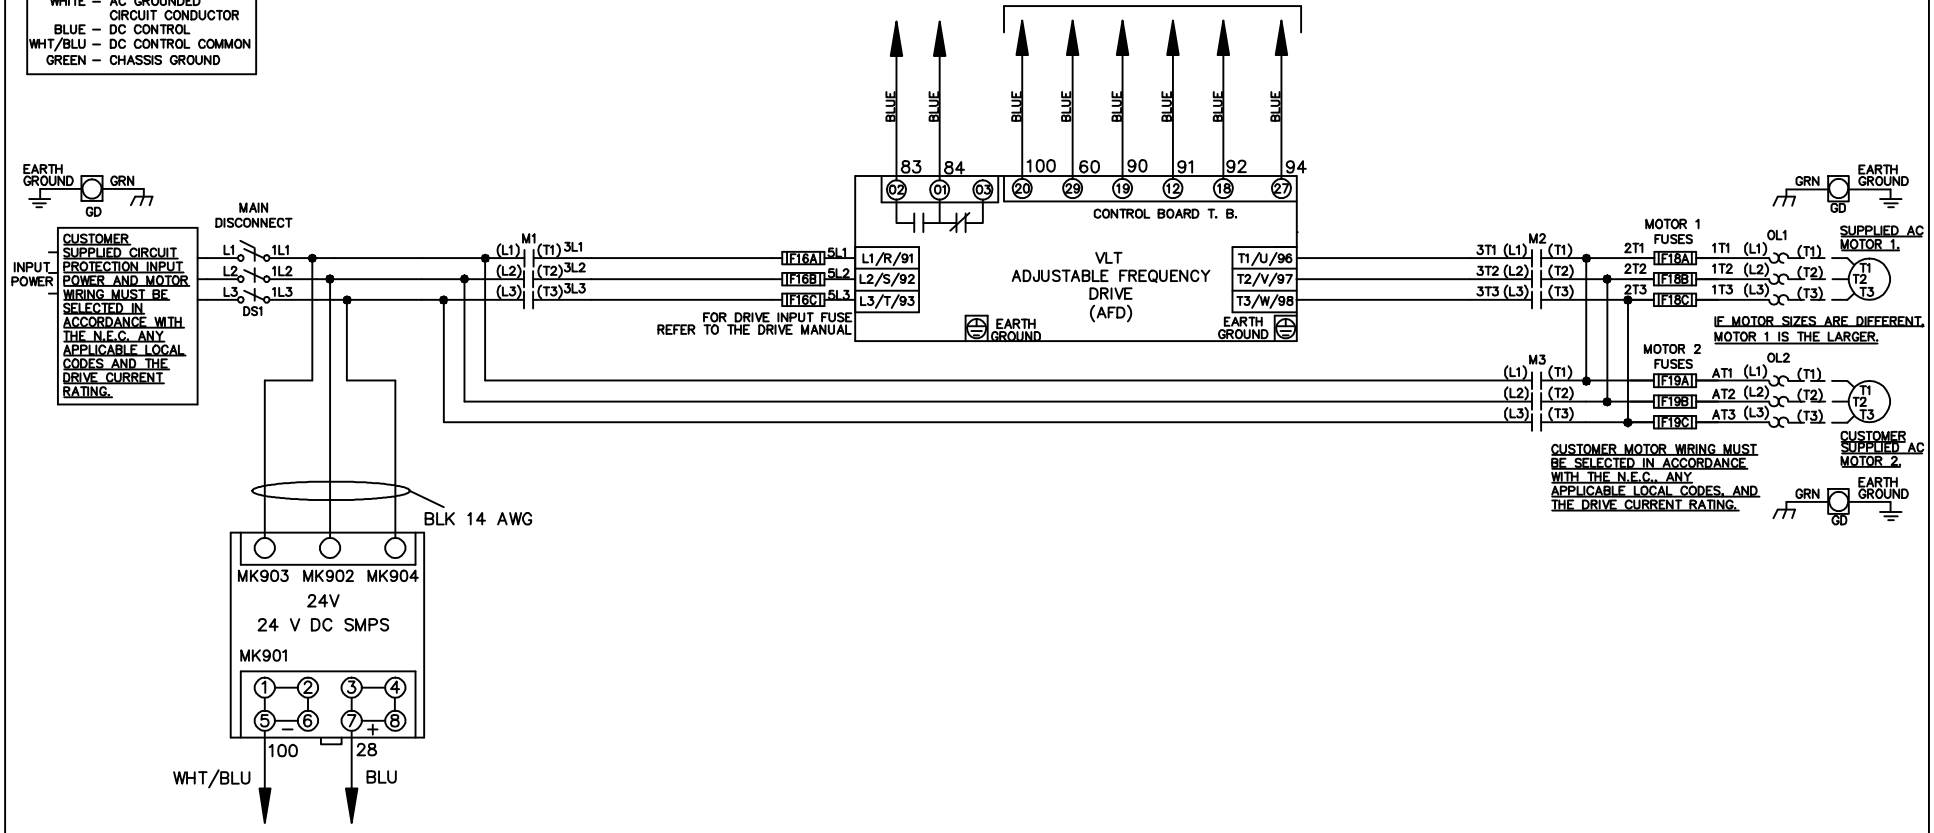 WHITE – AC GROUNDED
CIRCUIT CONDUCTOR
BLUE – DC CONTROL
WHT/BLU – DC CONTROL COMMON
GREEN – CHASSIS GROUND
BLUE
BLUE
BLUE
BLUE
BLUE
BLUE
BLUE
BLUE
83
84
100
60
90
91
92
94
02
01
03
20
29
19
12
18
27
CONTROL BOARD T. B.
VLT
ADJUSTABLE FREQUENCY
DRIVE
(AFD)
L1/R/91
L2/S/92
L3/T/93
T1/U/96
T2/V/97
T3/W/98
EARTH
GROUND
EARTH
GROUND
EARTH
GROUND
GRN
GD
MAIN
DISCONNECT
L1
1L1
L2
1L2
L3
1L3
DS1
INPUT
POWER
CUSTOMER
SUPPLIED CIRCUIT
PROTECTION INPUT
POWER AND MOTOR
WIRING MUST BE
SELECTED IN
ACCORDANCE WITH
THE N.E.C. ANY
APPLICABLE LOCAL
CODES AND THE
DRIVE CURRENT
RATING.
M1
(L1) (T1) 3L1
(L2) (T2) 3L2
(L3) (T3) 3L3
F16A 5L1
F16B 5L2
F16C 5L3
FOR DRIVE INPUT FUSE
REFER TO THE DRIVE MANUAL
M2
3T1 (L1) (T1)
3T2 (L2) (T2)
3T3 (L3) (T3)
MOTOR 1
FUSES
2T1 F18A 1T1 (L1) (T1)
2T2 F18B 1T2 (L2) (T2)
2T3 F18C 1T3 (L3) (T3)
OL1
T1
T2
T3
GRN
EARTH
GROUND
GD
SUPPLIED AC
MOTOR 1.
IF MOTOR SIZES ARE DIFFERENT,
MOTOR 1 IS THE LARGER.
M3
(L1) (T1)
(L2) (T2)
(L3) (T3)
MOTOR 2
FUSES
F19A AT1 (L1) (T1)
F19B AT2 (L2) (T2)
F19C AT3 (L3) (T3)
OL2
T1
T2
T3
CUSTOMER
SUPPLIED AC
MOTOR 2.
CUSTOMER MOTOR WIRING MUST
BE SELECTED IN ACCORDANCE
WITH THE N.E.C., ANY
APPLICABLE LOCAL CODES, AND
THE DRIVE CURRENT RATING.
GRN
EARTH
GROUND
GD
BLK 14 AWG
MK903 MK902 MK904
24V
24 V DC SMPS
MK901
1 2 3 4
5 – 6 7 + 8
100
28
WHT/BLU
BLU